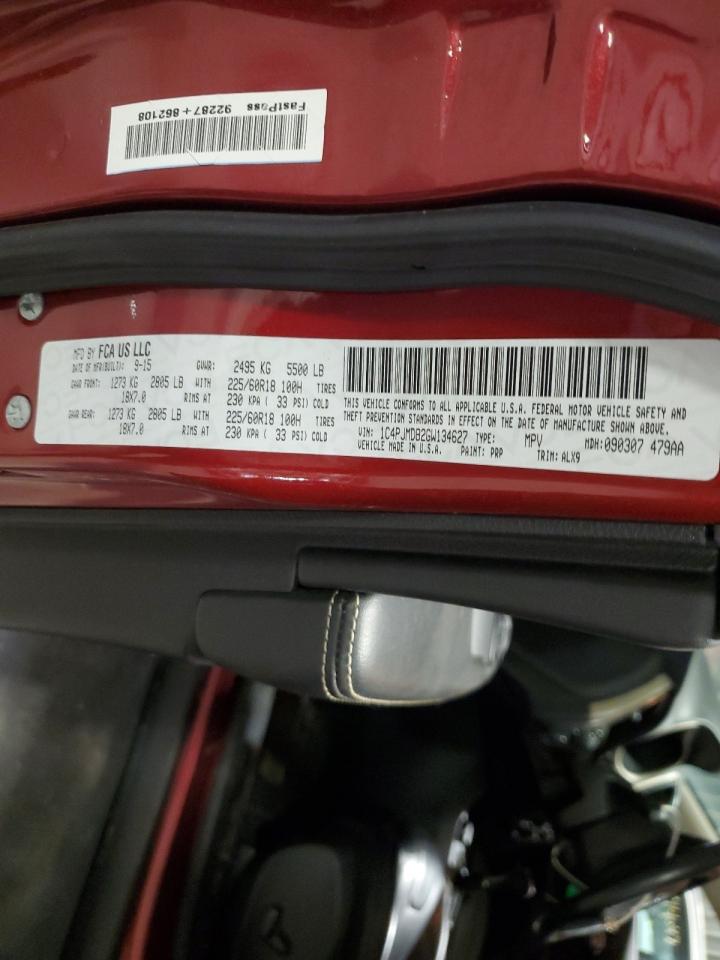 FastPass 92287+862108
MFD BY FCA US LLC
DATE OF MFR(BUILT): 9-15 GVWR: 2495 KG 5500 LB
GAWR FRONT: 1273 KG 2805 LB WITH 225/60R18 100H TIRES
18X7.0 RIMS AT 230 KPA ( 33 PSI) COLD
GAWR REAR: 1273 KG 2805 LB WITH 225/60R18 100H TIRES
18X7.0 RIMS AT 230 KPA ( 33 PSI) COLD
THIS VEHICLE CONFORMS TO ALL APPLICABLE U.S.A. FEDERAL MOTOR VEHICLE SAFETY AND
THEFT PREVENTION STANDARDS IN EFFECT ON THE DATE OF MANUFACTURE SHOWN ABOVE.
VIN: 1C4PJMDB2GW134627 TYPE: MPV MDH: 090307 479AA
VEHICLE MADE IN U.S.A. PAINT: PRP TRIM: ALX9